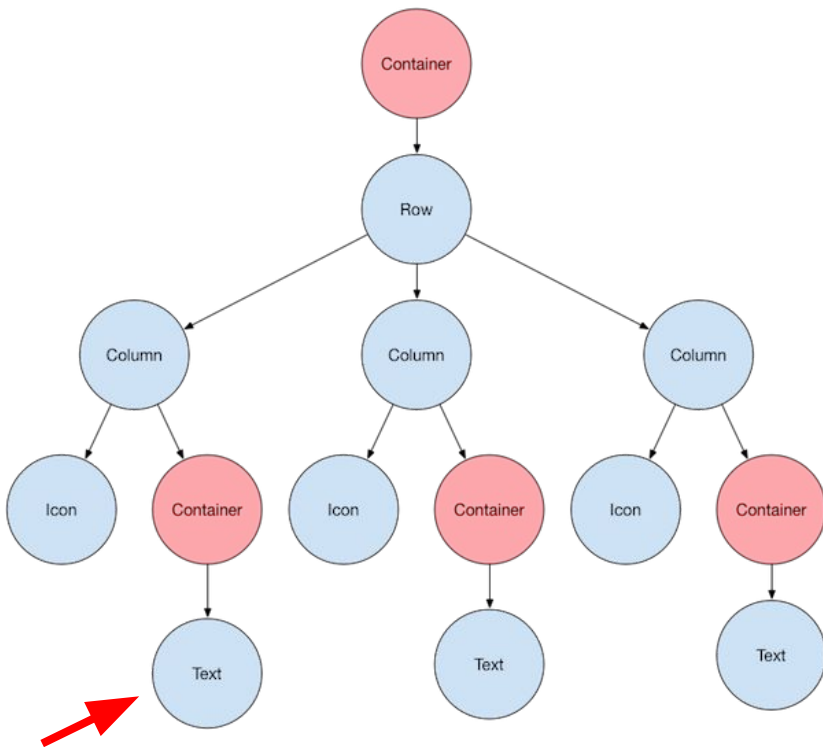 Container
Row
Column
Column
Column
Icon
Container
Icon
Container
Icon
Container
Text
Text
Text